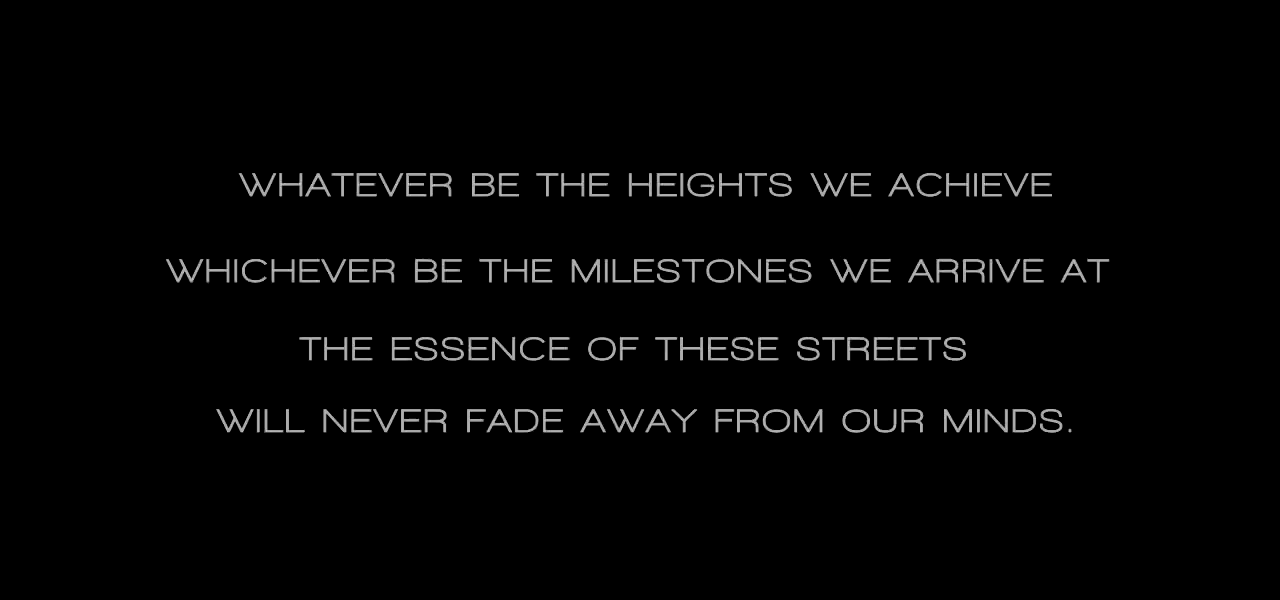 WHATEVER BE THE HEIGHTS WE ACHIEVE
WHICHEVER BE THE MILESTONES WE ARRIVE AT
THE ESSENCE OF THESE STREETS
WILL NEVER FADE AWAY FROM OUR MINDS.